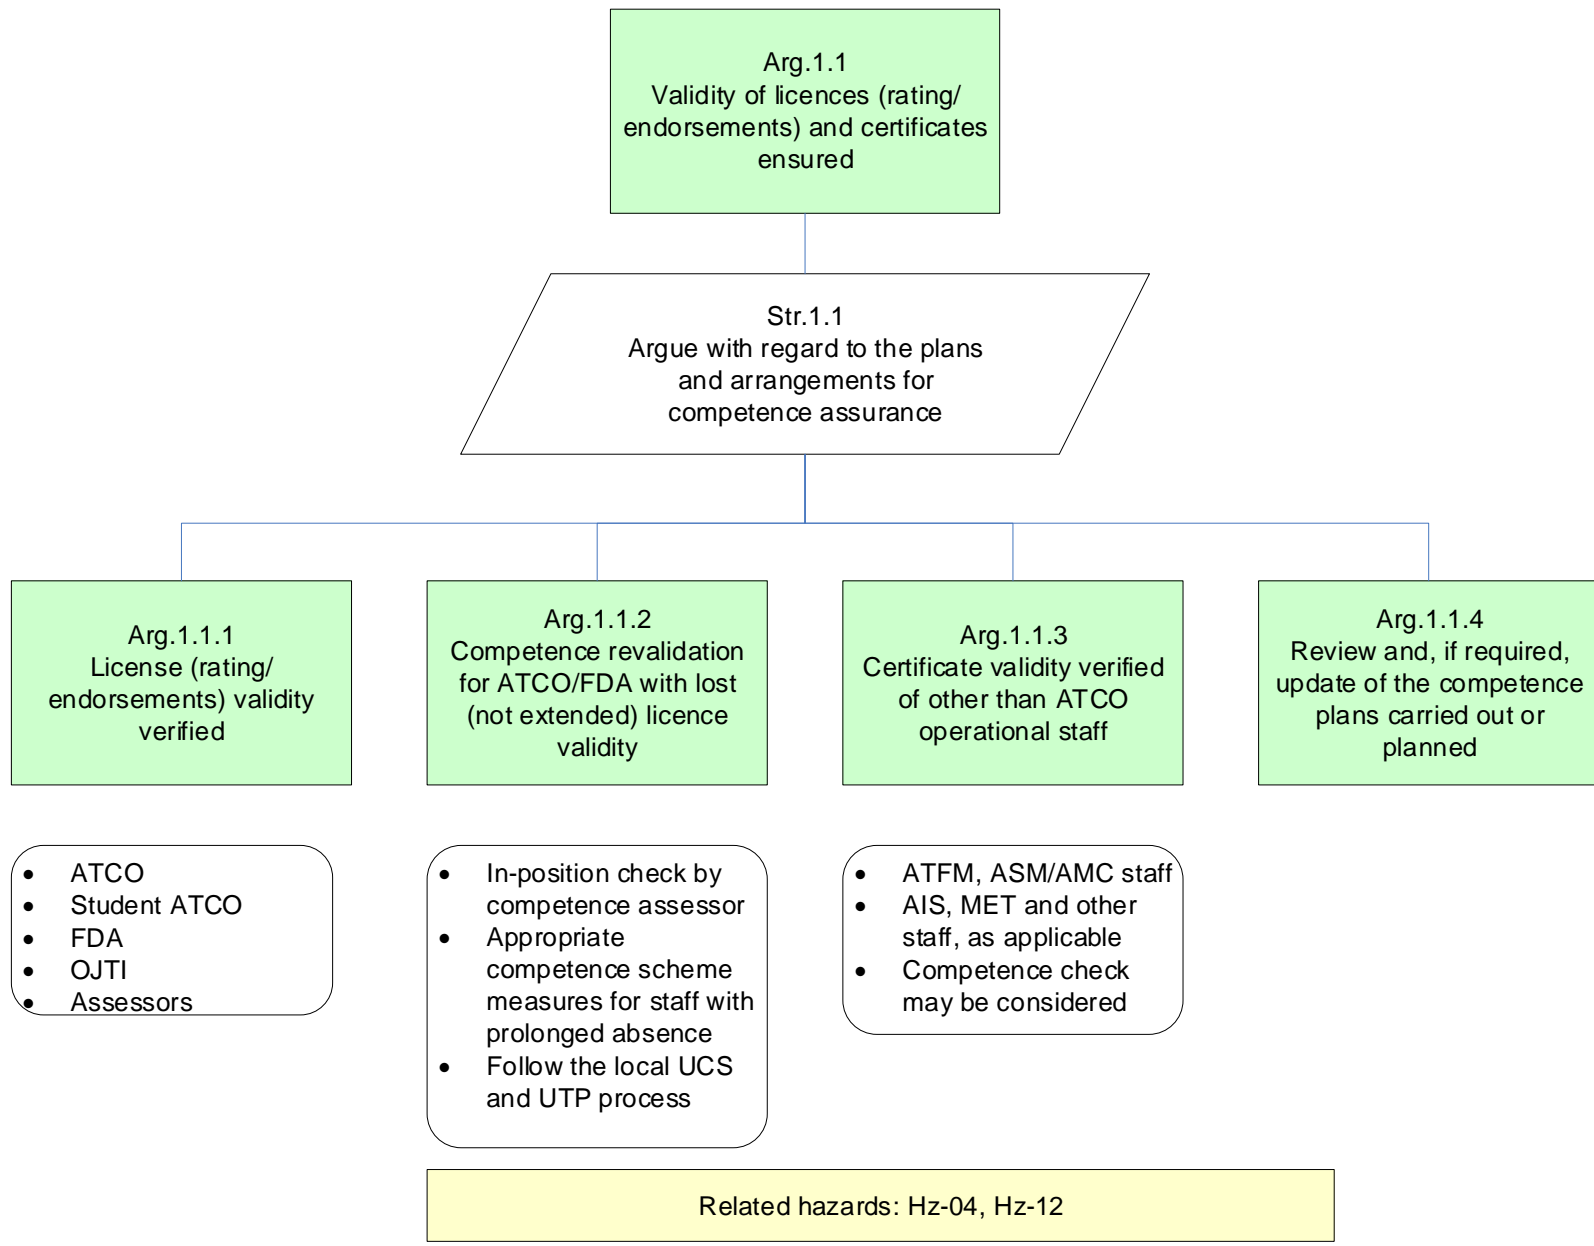 Arg.1.1
Validity of licences (rating/
endorsements) and certificates
ensured
Str.1.1
Argue with regard to the plans
and arrangements for
competence assurance
Arg.1.1.1
License (rating/
endorsements) validity
verified
Arg.1.1.2
Competence revalidation
for ATCO/FDA with lost
(not extended) licence
validity
Arg.1.1.3
Certificate validity verified
of other than ATCO
operational staff
Arg.1.1.4
Review and, if required,
update of the competence
plans carried out or
planned
• ATCO
• Student ATCO
• FDA
• OJTI
• Assessors
• In-position check by
competence assessor
• Appropriate
competence scheme
measures for staff with
prolonged absence
• Follow the local UCS
and UTP process
• ATFM, ASM/AMC staff
• AIS, MET and other
staff, as applicable
• Competence check
may be considered
Related hazards: Hz-04, Hz-12